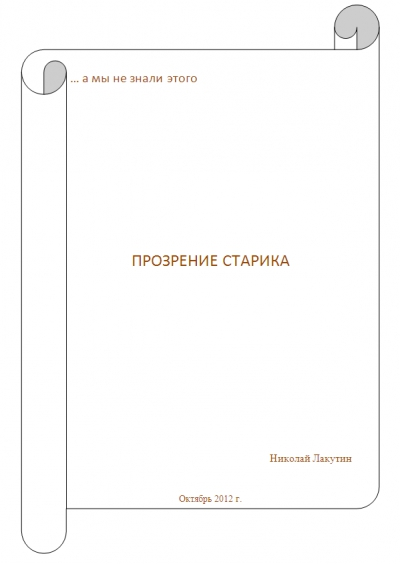 ... а мы не знали этого
ПРОЗРЕНИЕ СТАРИКА
Николай Лакутин
Октябрь 2012 г.